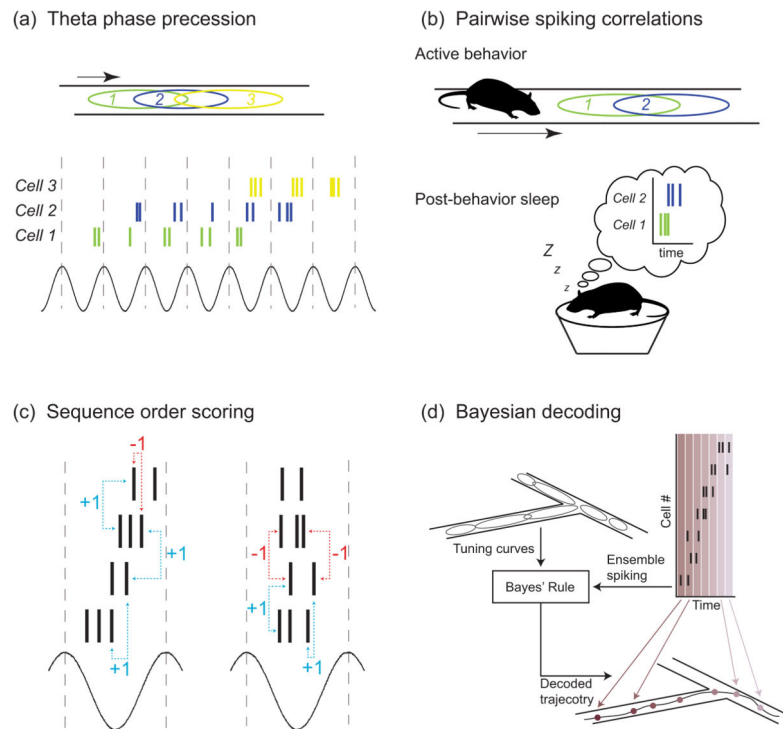 (a) Theta phase precession
1 2 3
Cell 3
Cell 2
Cell 1
(b) Pairwise spiking correlations
Active behavior
1 2
Post-behavior sleep
Cell 2
Cell 1
time
Z
z
z
(c) Sequence order scoring
-1
+1
+1
+1
-1
-1
+1
+1
(d) Bayesian decoding
Cell #
Tuning curves
Ensemble
spiking
Bayes' Rule
Time
Decoded
trajecotry